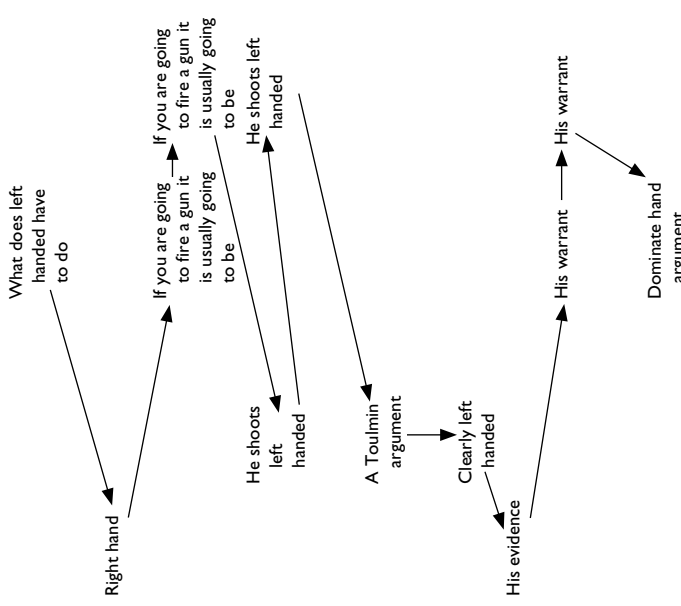 What does left
handed have
to do
Right hand
If you are going
to fire a gun it
is usually going
to be
If you are going
to fire a gun it
is usually going
to be
He shoots
left
handed
He shoots left
handed
A Toulmin
argument
Clearly left
handed
His evidence
His warrant
His warrant
Dominate hand
argument